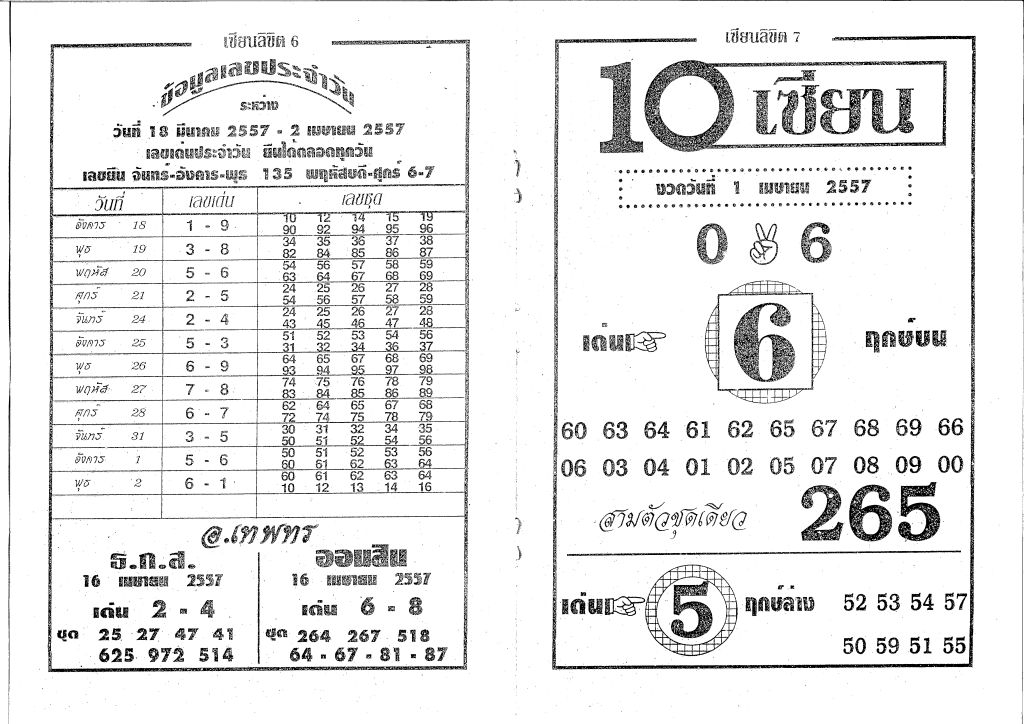 เซียนลิขิต 6
ข้อมูลเลขประจำวัน
ระหว่าง
วันที่ 18 มีนาคม 2557 - 2 เมษายน 2557
เลขเด่นประจำวัน ยืนได้ตลอดทุกวัน
เลขยืน จันทร์-อังคาร-พุธ 135 พฤหัสบดี-ศุกร์ 6-7
วันที่ เลขเด่น เลขชุด
อังคาร 18 1 - 9 10 12 14 15 19
90 92 94 95 96
พุธ 19 3 - 8 34 35 36 37 38
82 84 85 86 87
พฤหัส 20 5 - 6 54 56 57 58 59
63 64 67 68 69
ศุกร์ 21 2 - 5 24 25 26 27 28
54 56 57 58 59
จันทร์ 24 2 - 4 24 25 26 27 28
43 45 46 47 48
อังคาร 25 5 - 3 51 52 53 54 56
31 32 34 36 37
พุธ 26 6 - 9 64 65 67 68 69
93 94 95 97 98
พฤหัส 27 7 - 8 74 75 76 78 79
83 84 85 86 89
ศุกร์ 28 6 - 7 62 64 65 67 68
72 74 75 78 79
จันทร์ 31 3 - 5 30 31 32 34 35
50 51 52 54 56
อังคาร 1 5 - 6 50 51 52 53 56
60 61 62 63 64
พุธ 2 6 - 1 60 61 62 63 64
10 12 13 14 16
อ.เทพทร
ธ.ก.ส.
16 เมษายน 2557
เด่น 2 - 4
ชุด 25 27 47 41
625 972 514
ออมสิน
16 เมษายน 2557
เด่น 6 - 8
ชุด 264 267 518
64 - 67 - 81 - 87
เซียนลิขิต 7
10 เซียน
งวดวันที่ 1 เมษายน 2557
0 6
เด่น 6 ฤกษ์บน
60 63 64 61 62 65 67 68 69 66
06 03 04 01 02 05 07 08 09 00
สามตัวชุดเดียว 265
เด่น 5 ฤกษ์ล่าง 52 53 54 57
50 59 51 55